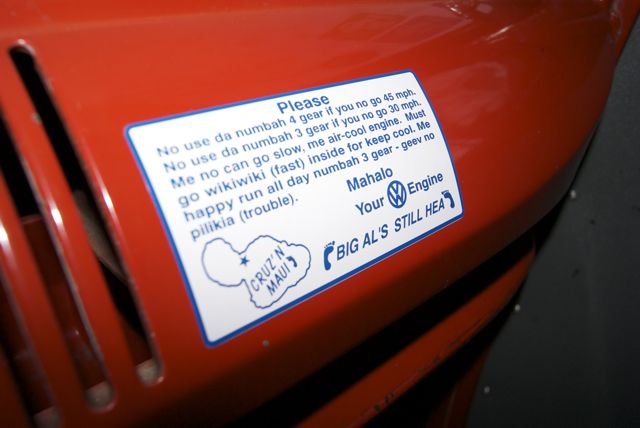 Please
No use da numbah 4 gear if you no go 45 mph.
No use da numbah 3 gear if you no go 30 mph.
Me no can go slow, me air-cool engine. Must
go wikiwiki (fast) inside for keep cool. Me
happy run all day numbah 3 gear - geev no
pilikia (trouble).
Mahalo
Your VW Engine
BIG AL'S STILL HEA
CRUZ'N
MAUI